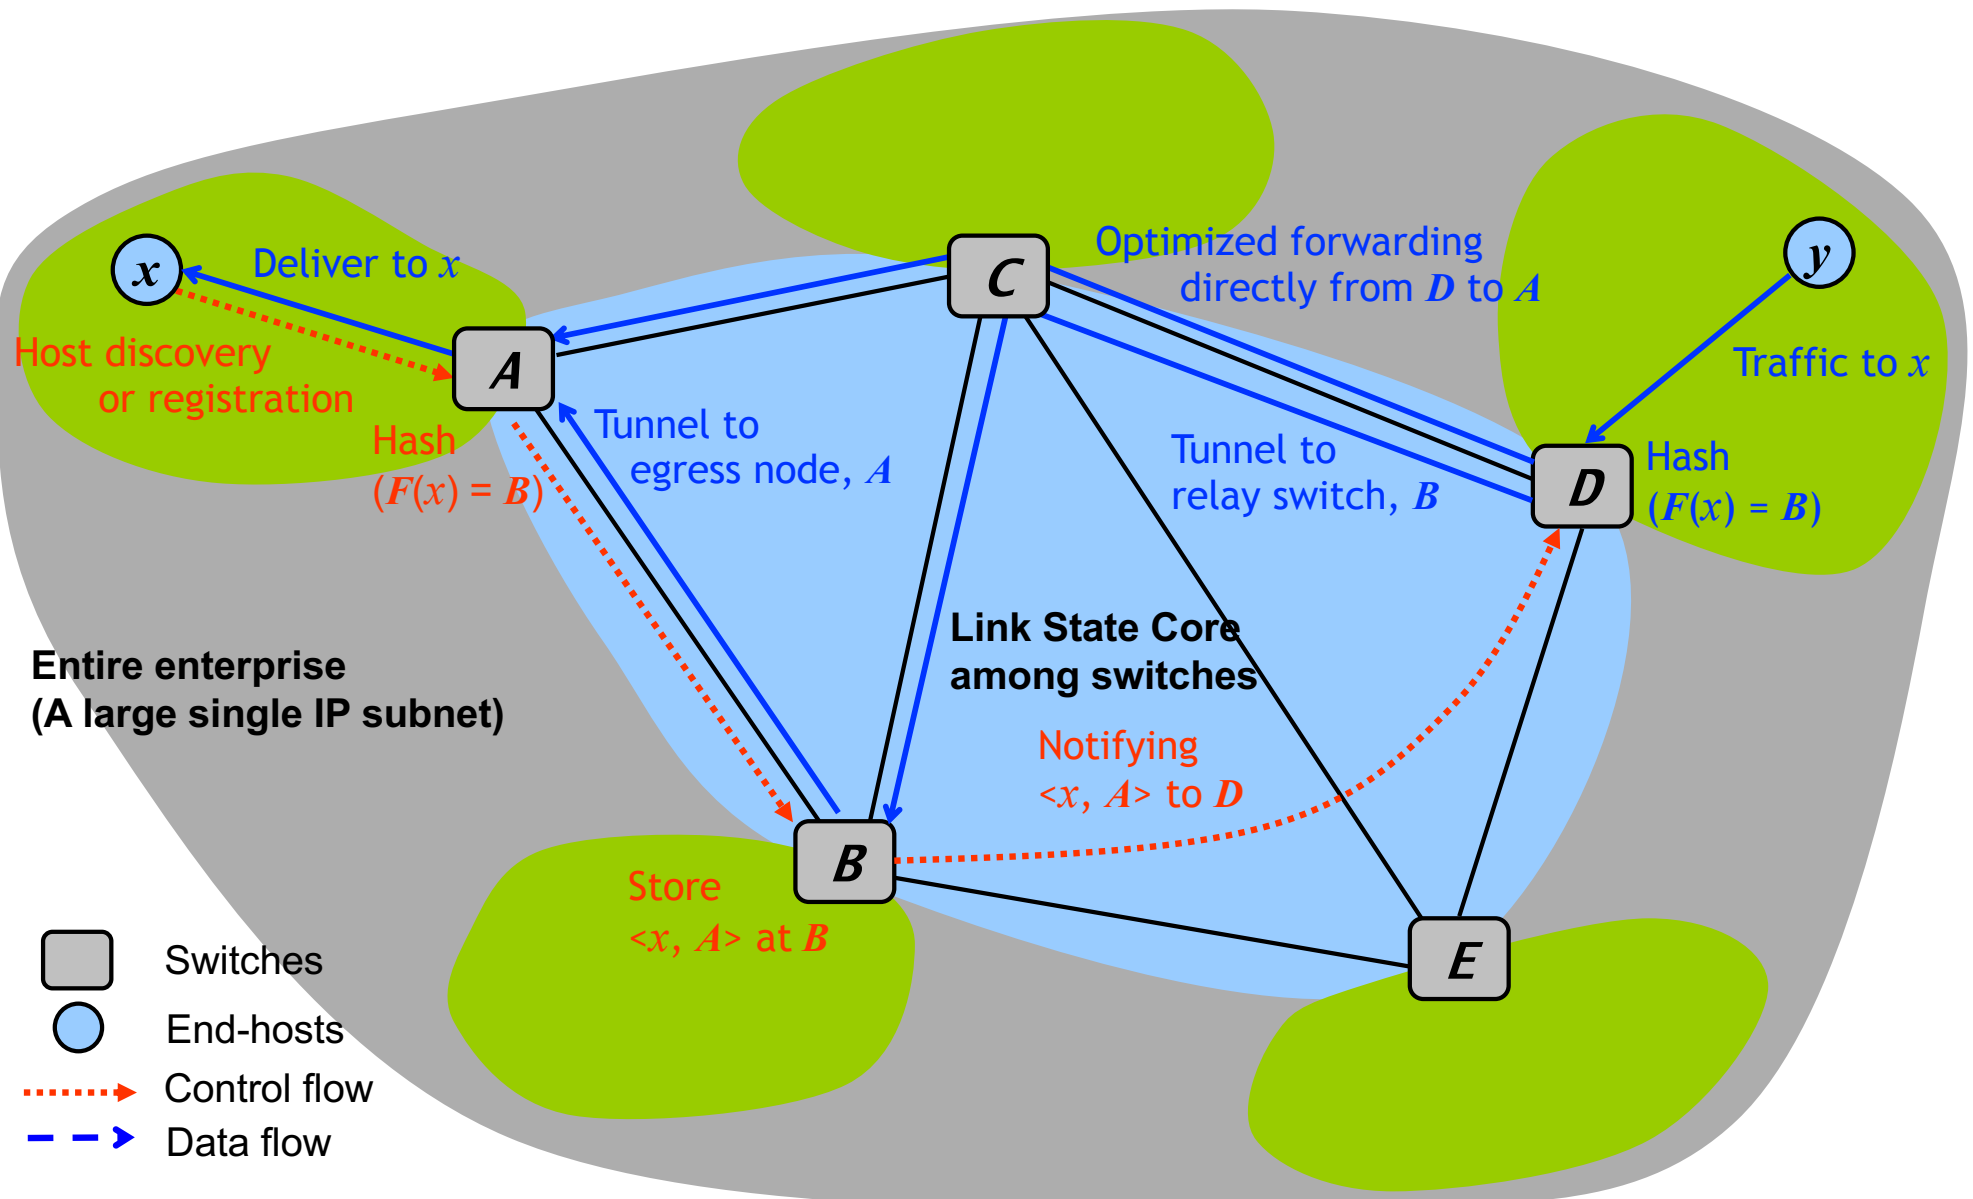 x
Deliver to x
Host discovery
or registration
A
Hash
(F(x) = B)
C
Optimized forwarding
directly from D to A
y
Traffic to x
Tunnel to
egress node, A
Tunnel to
relay switch, B
D
Hash
(F(x) = B)
Link State Core
among switches
Entire enterprise
(A large single IP subnet)
Notifying
<x, A> to D
B
Store
<x, A> at B
E
Switches
End-hosts
Control flow
Data flow